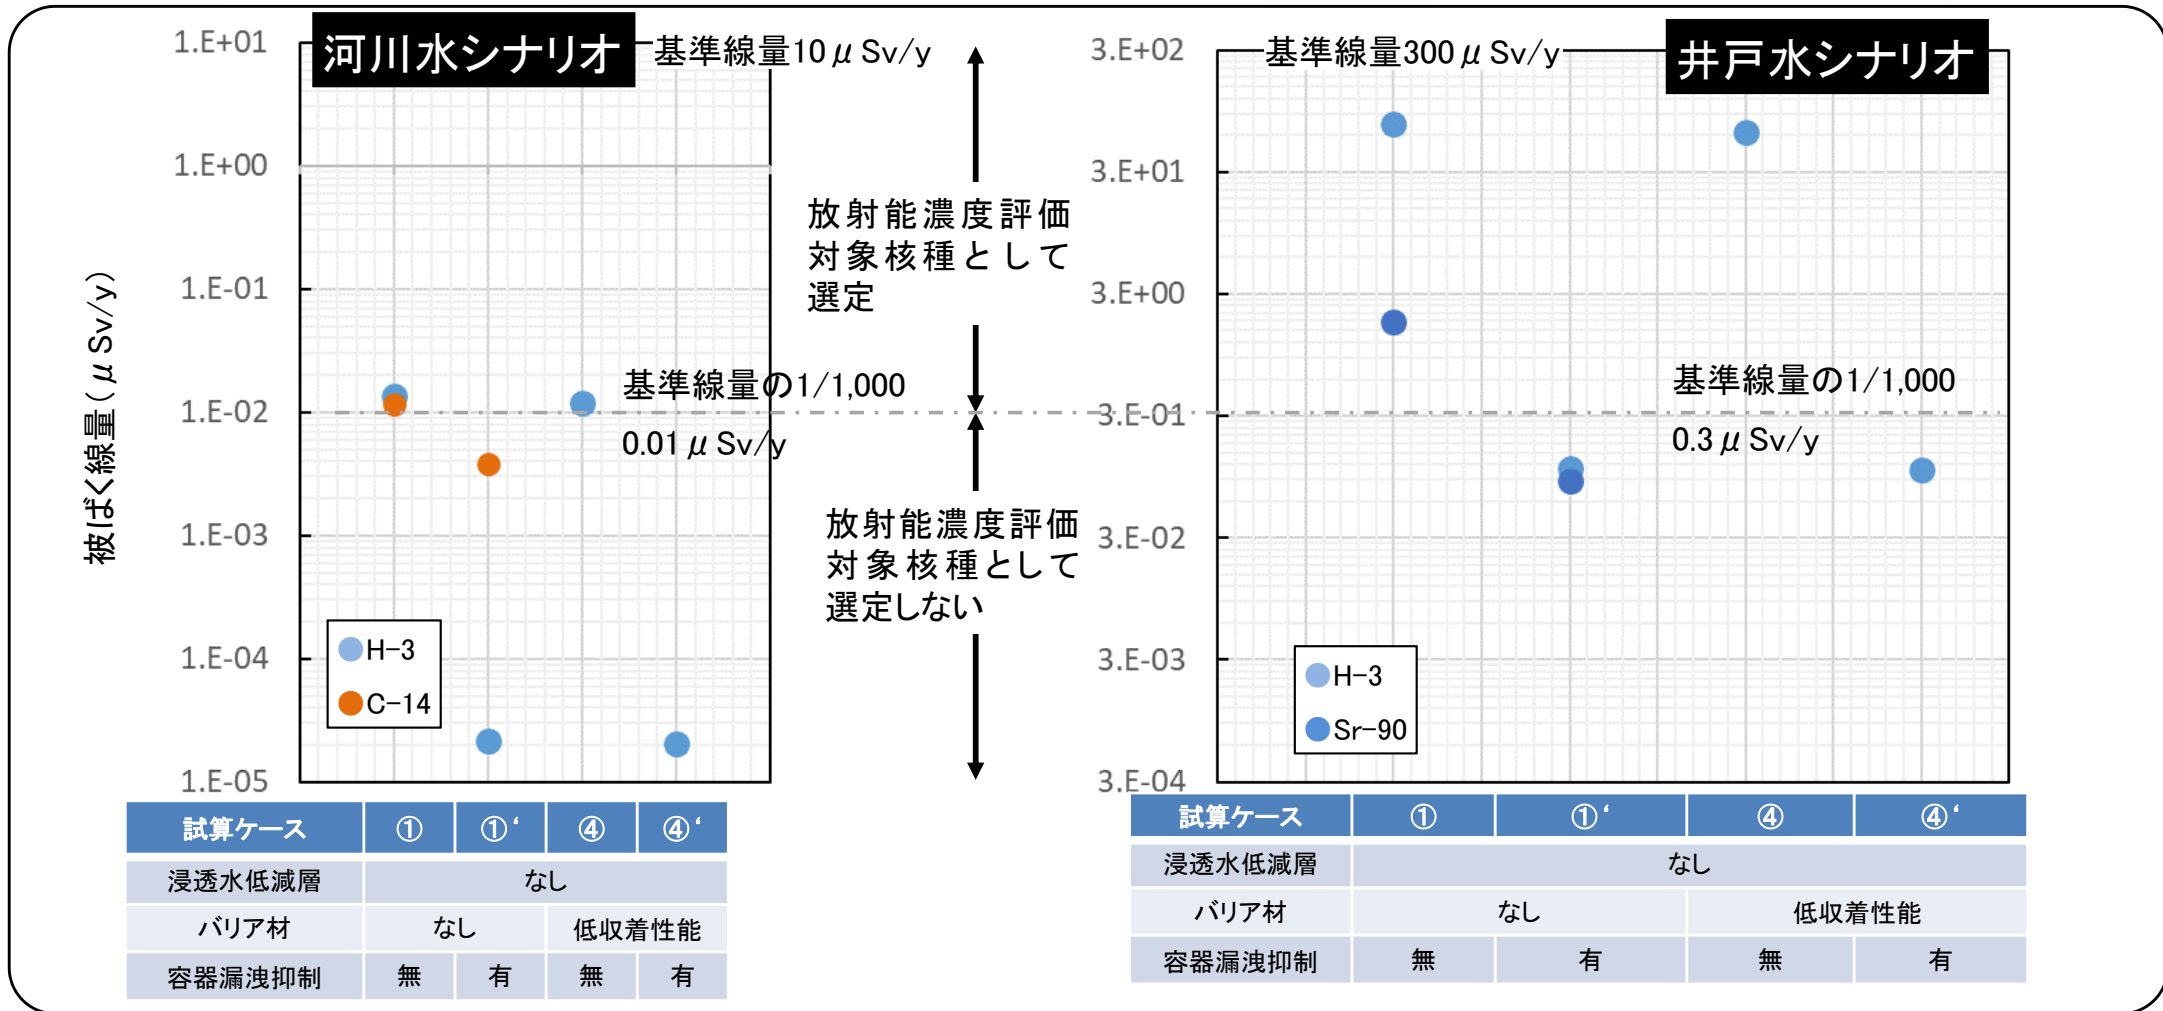 河川水シナリオ
基準線量10μSv/y
1.E+01
1.E+00
1.E-01
1.E-02
1.E-03
1.E-04
1.E-05
被ばく線量(μSv/y)
基準線量の1/1,000
0.01μSv/y
H-3
C-14
放射能濃度評価
対象核種として
選定
放射能濃度評価
対象核種として
選定しない
基準線量300μSv/y
井戸水シナリオ
3.E+02
3.E+01
3.E+00
3.E-01
3.E-02
3.E-03
3.E-04
基準線量の1/1,000
0.3μSv/y
H-3
Sr-90
試算ケース ① ①‘ ④ ④‘
浸透水低減層 なし
バリア材 なし 低収着性能
容器漏洩抑制 無 有 無 有
試算ケース ① ①‘ ④ ④‘
浸透水低減層 なし
バリア材 なし 低収着性能
容器漏洩抑制 無 有 無 有